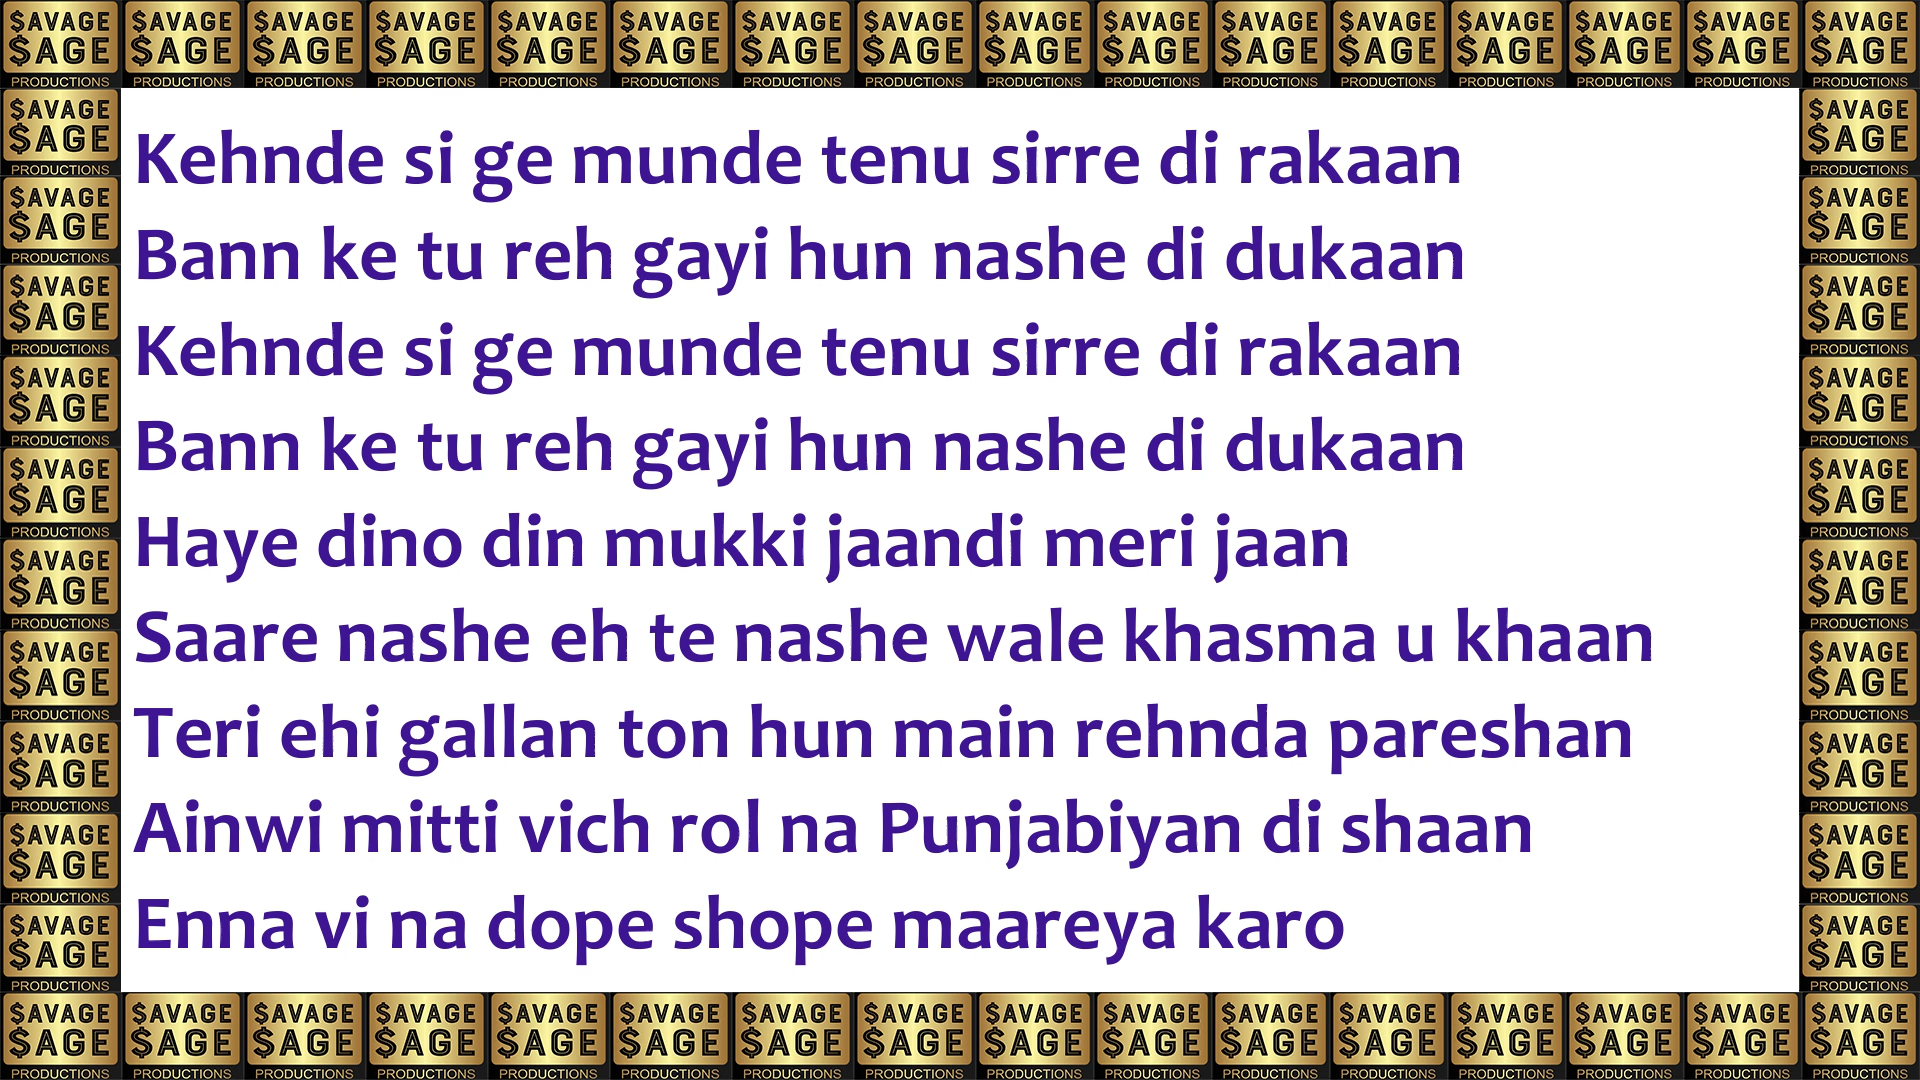 $AVAGE $AGE PRODUCTIONS
Kehnde si ge munde tenu sirre di rakaan
Bann ke tu reh gayi hun nashe di dukaan
Kehnde si ge munde tenu sirre di rakaan
Bann ke tu reh gayi hun nashe di dukaan
Haye dino din mukki jaandi meri jaan
Saare nashe eh te nashe wale khasma u khaan
Teri ehi gallan ton hun main rehnda pareshan
Ainwi mitti vich rol na Punjabiyan di shaan
Enna vi na dope shope maareya karo